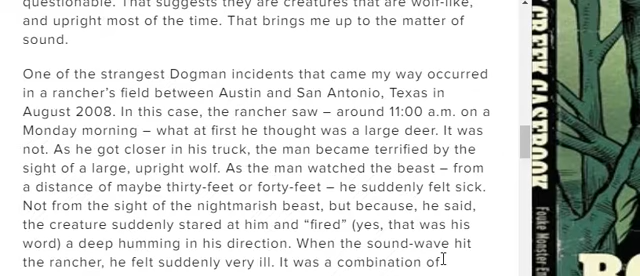 questionable. That suggests they are creatures that are wolf-like,
and upright most of the time. That brings me up to the matter of
sound.
One of the strangest Dogman incidents that came my way occurred
in a rancher's field between Austin and San Antonio, Texas in
August 2008. In this case, the rancher saw – around 11:00 a.m. on a
Monday morning – what at first he thought was a large deer. It was
not. As he got closer in his truck, the man became terrified by the
sight of a large, upright wolf. As the man watched the beast – from
a distance of maybe thirty-feet or forty-feet – he suddenly felt sick.
Not from the sight of the nightmarish beast, but because, he said,
the creature suddenly stared at him and “fired” (yes, that was his
word) a deep humming in his direction. When the sound-wave hit
the rancher, he felt suddenly very ill. It was a combination of
CREEK CASEBOOK
Fouke Monster